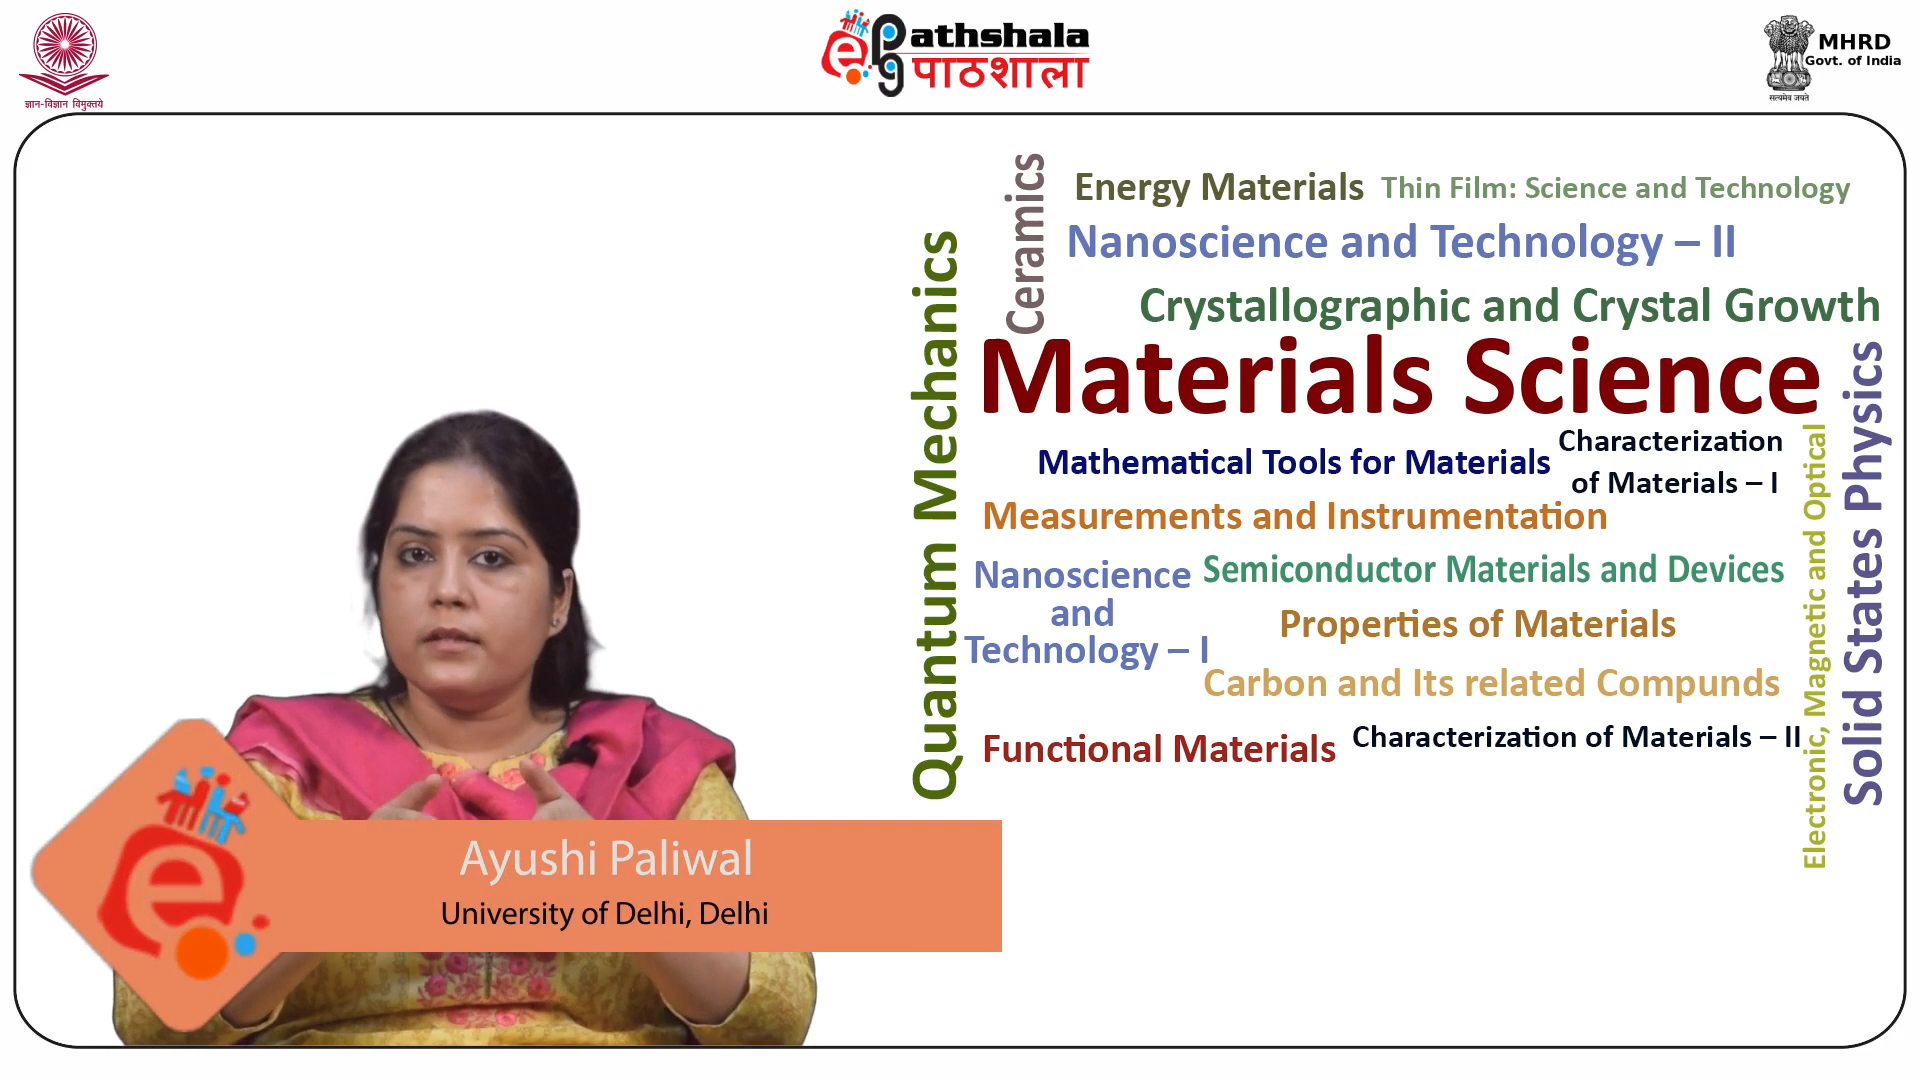 ज्ञान-विज्ञान विमुक्तये
e Pathshala
पाठशाला
MHRD
Govt. of India
सत्यमेव जयते
Ceramics
Energy Materials
Thin Film: Science and Technology
Nanoscience and Technology – II
Crystallographic and Crystal Growth
Quantum Mechanics
Materials Science
Solid States Physics
Mathematical Tools for Materials
Characterization
of Materials – I
Electronic, Magnetic and Optical
Measurements and Instrumentation
Nanoscience
and
Technology – I
Semiconductor Materials and Devices
Properties of Materials
Carbon and Its related Compunds
Functional Materials
Characterization of Materials – II
e
Ayushi Paliwal
University of Delhi, Delhi